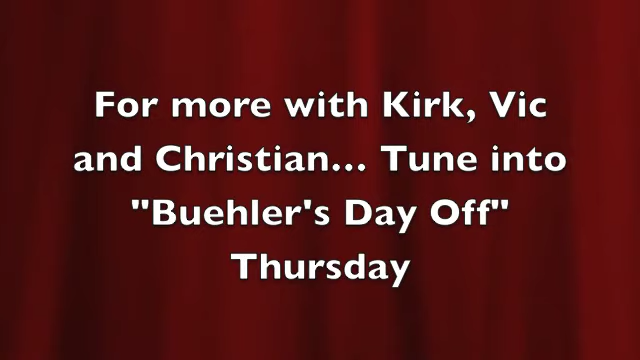 For more with Kirk, Vic
and Christian... Tune into
"Buehler's Day Off"
Thursday